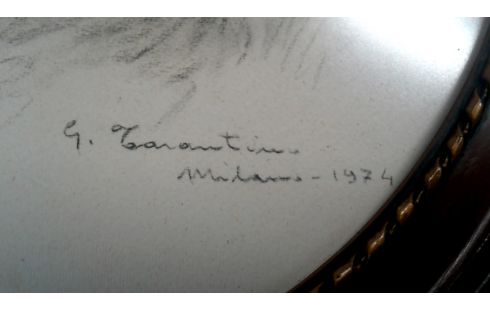 G. Tarantino
Milano - 1974